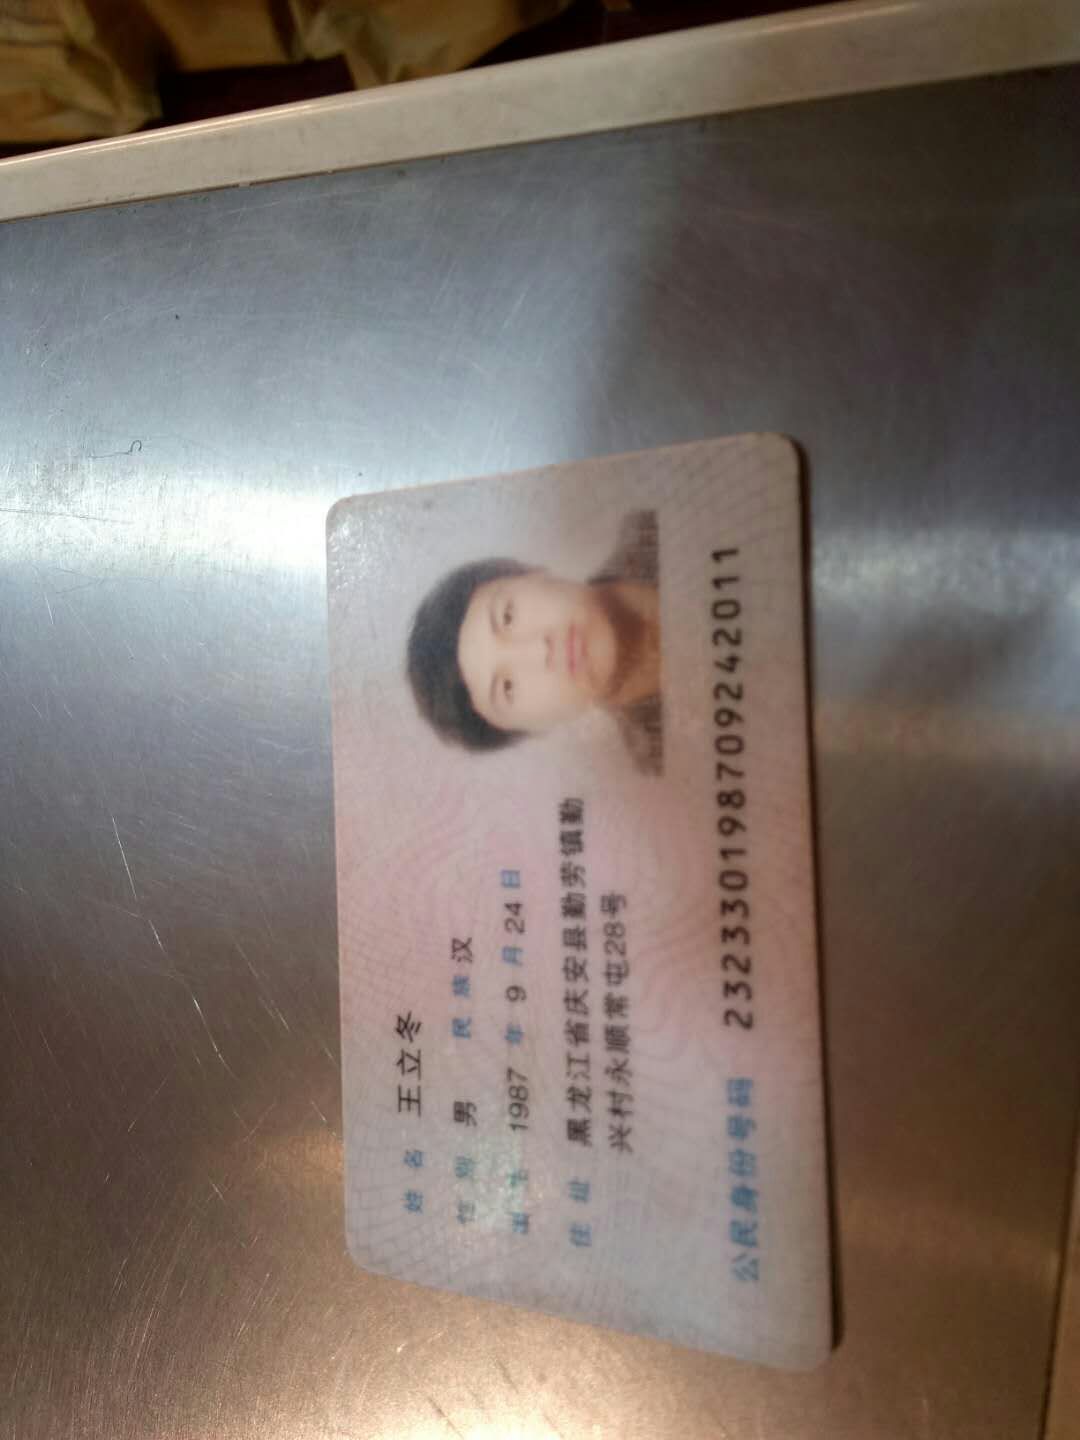 姓名 王立冬
性别 男 民族 汉
出生 1987 年 9 月 24 日
住址 黑龙江省庆安县勤劳镇勤
兴村永顺常屯28号
公民身份号码 232330198709242011